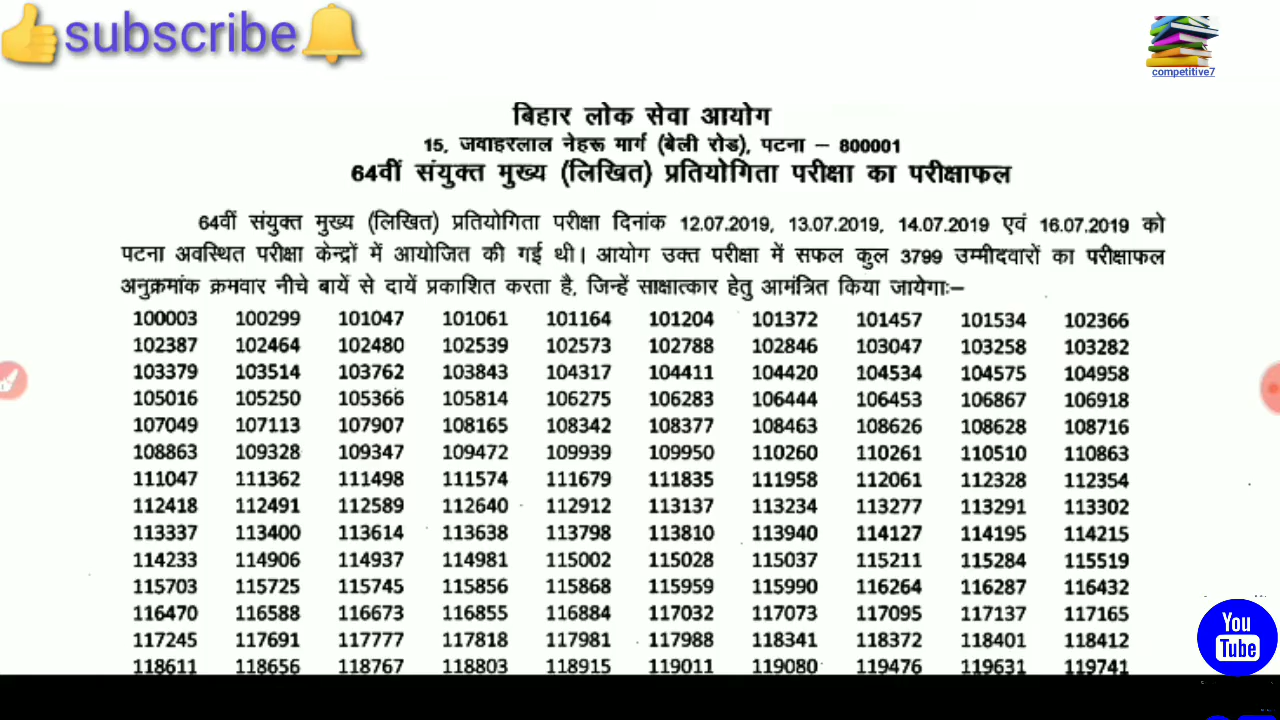 subscribe
competitive7
बिहार लोक सेवा आयोग
15, जवाहरलाल नेहरू मार्ग (बेली रोड), पटना – 800001
64वीं संयुक्त मुख्य (लिखित) प्रतियोगिता परीक्षा का परीक्षाफल
64वीं संयुक्त मुख्य (लिखित) प्रतियोगिता परीक्षा दिनांक 12.07.2019, 13.07.2019, 14.07.2019 एवं 16.07.2019 को
पटना अवस्थित परीक्षा केन्द्रों में आयोजित की गई थी। आयोग उक्त परीक्षा में सफल कुल 3799 उम्मीदवारों का परीक्षाफल
अनुक्रमांक क्रमवार नीचे बायें से दायें प्रकाशित करता है, जिन्हें साक्षात्कार हेतु आमंत्रित किया जायेगाः–
100003 100299 101047 101061 101164 101204 101372 101457 101534 102366
102387 102464 102480 102539 102573 102788 102846 103047 103258 103282
103379 103514 103762 103843 104317 104411 104420 104534 104575 104958
105016 105250 105366 105814 106275 106283 106444 106453 106867 106918
107049 107113 107907 108165 108342 108377 108463 108626 108628 108716
108863 109328 109347 109472 109939 109950 110260 110261 110510 110863
111047 111362 111498 111574 111679 111835 111958 112061 112328 112354
112418 112491 112589 112640 112912 113137 113234 113277 113291 113302
113337 113400 113614 113638 113798 113810 113940 114127 114195 114215
114233 114906 114937 114981 115002 115028 115037 115211 115284 115519
115703 115725 115745 115856 115868 115959 115990 116264 116287 116432
116470 116588 116673 116855 116884 117032 117073 117095 117137 117165
117245 117691 117777 117818 117981 117988 118341 118372 118401 118412
118611 118656 118767 118803 118915 119011 119080 119476 119631 119741
You
Tube